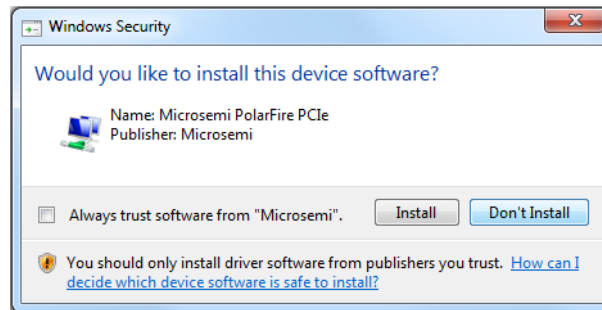 Windows Security
Would you like to install this device software?
Name: Microsemi PolarFire PCIe
Publisher: Microsemi
Always trust software from "Microsemi".
Install
Don't Install
You should only install driver software from publishers you trust. How can I
decide which device software is safe to install?